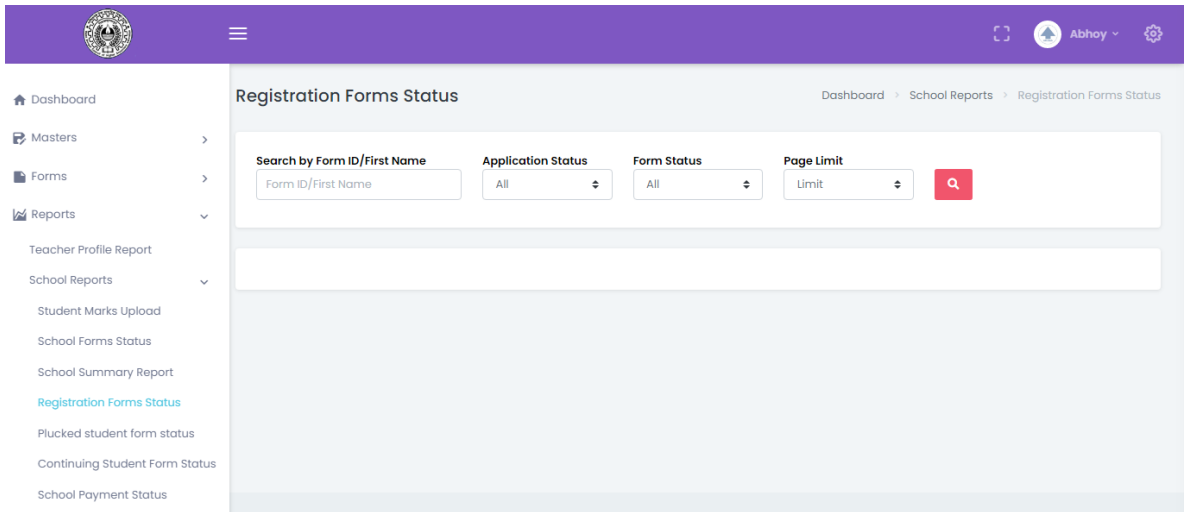 Abhoy
Dashboard
Masters
Forms
Reports
Teacher Profile Report
School Reports
Student Marks Upload
School Forms Status
School Summary Report
Registration Forms Status
Plucked student form status
Continuing Student Form Status
School Payment Status
Registration Forms Status
Dashboard > School Reports > Registration Forms Status
Search by Form ID/First Name Application Status Form Status Page Limit
Form ID/First Name All All Limit